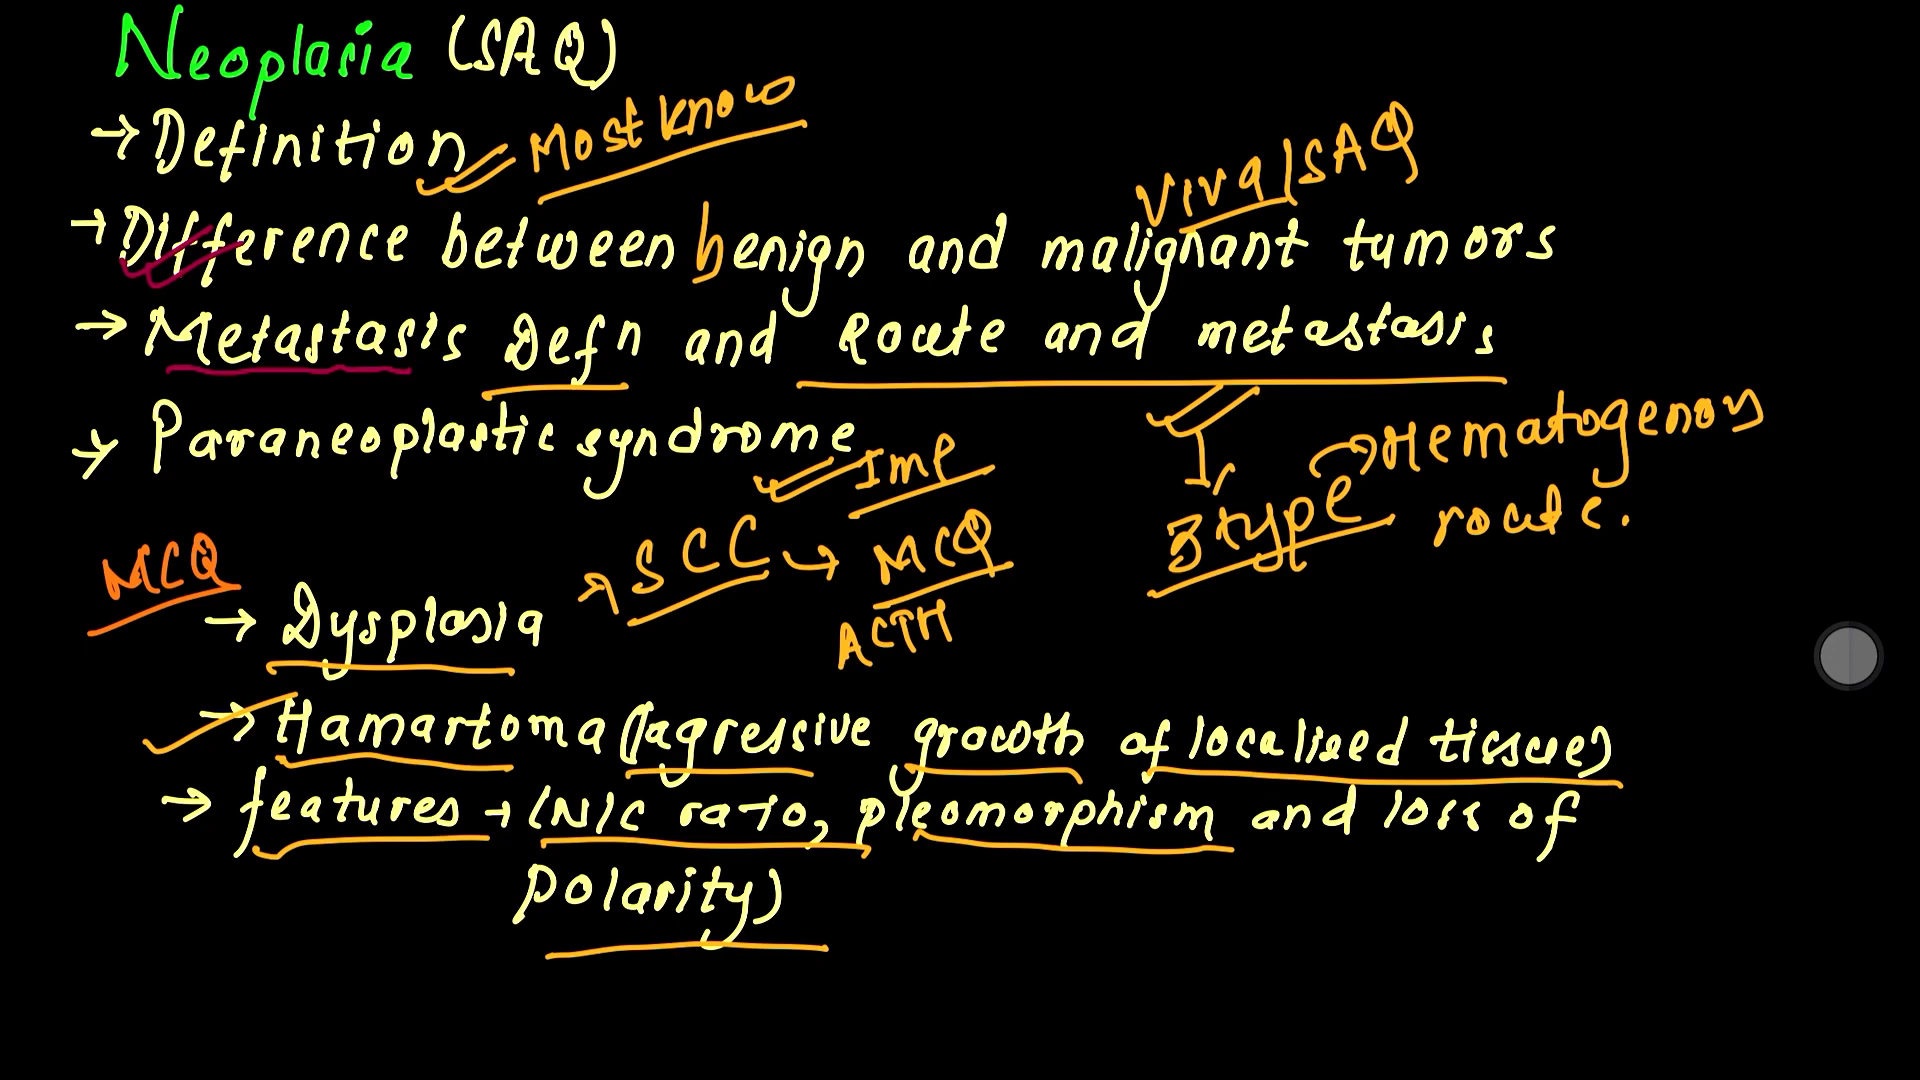 Neoplasia (SAQ)
→ Definition Most know
Viva/SAQ
→ Difference between benign and malignant tumors
→ Metastasis Defn and Route and metastasis
→ Paraneoplastic syndrome Imp
3 type → Hematogenous
route.
→ SCC → MCQ
ACTH
MCQ
→ Dysplasia
→ Hamartoma (agressive growth of localised tissue)
→ features → (N/C ratio, pleomorphism and loss of
polarity)